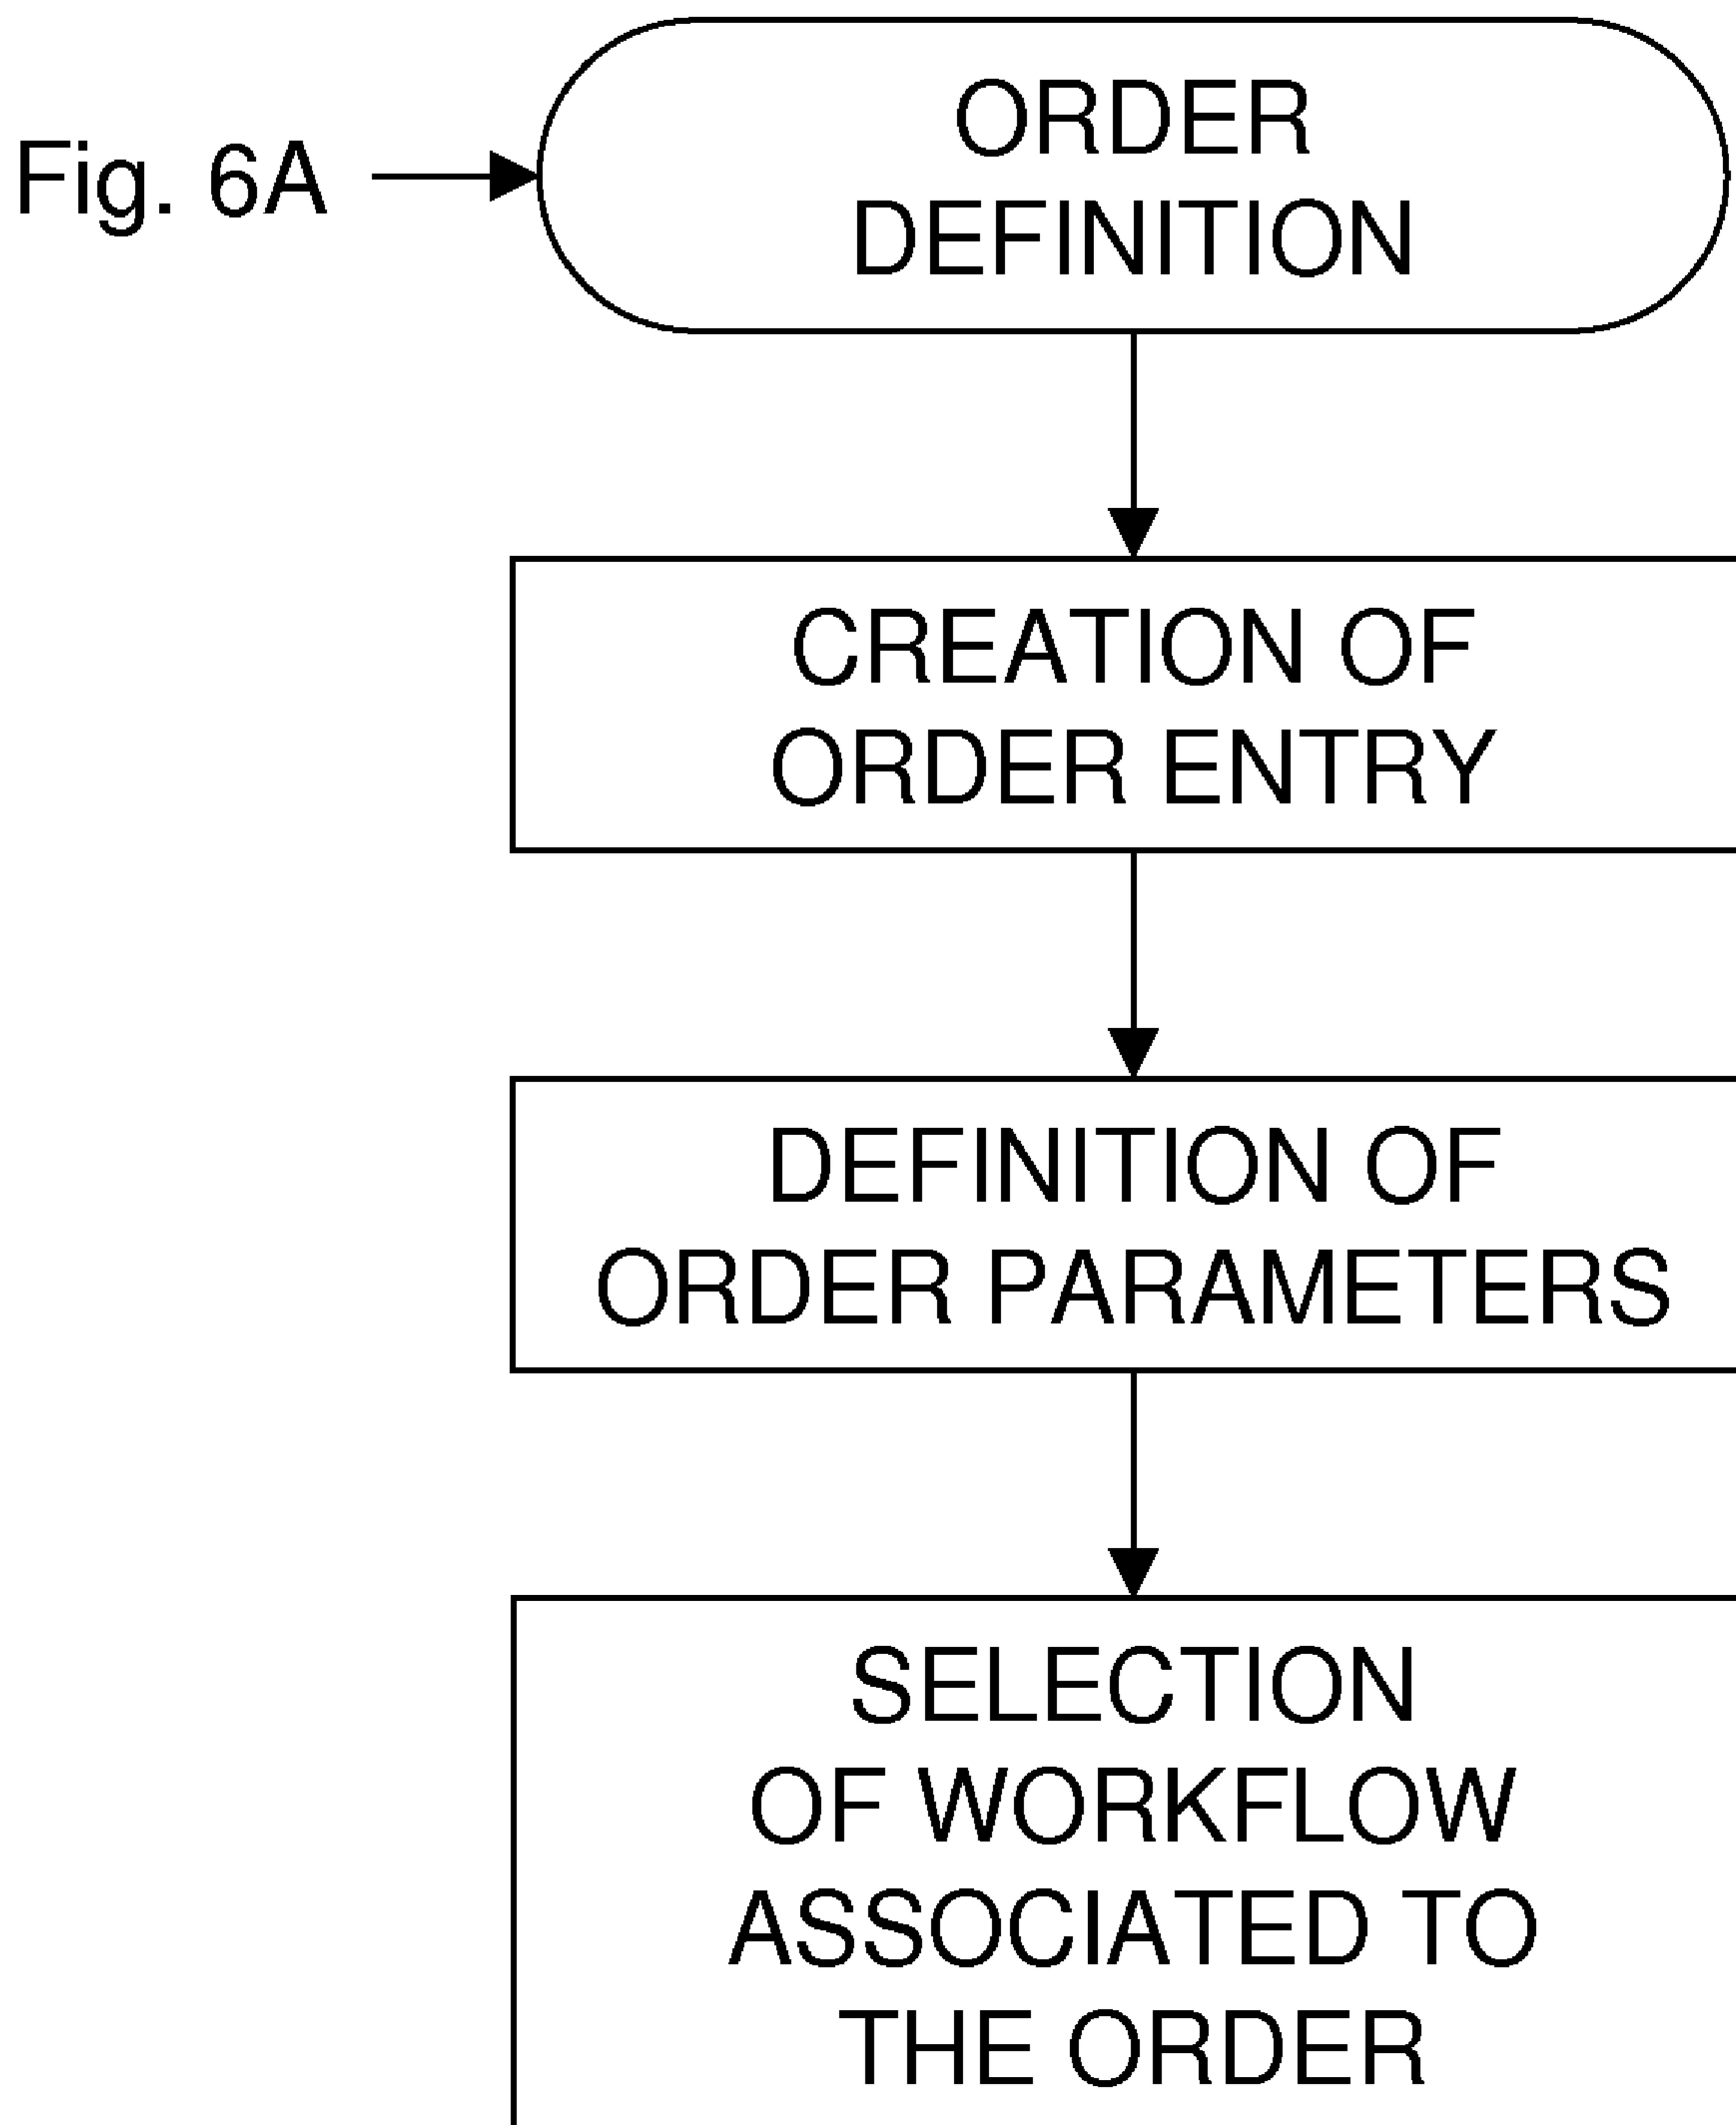 Fig. 6A
ORDER
DEFINITION
CREATION OF
ORDER ENTRY
DEFINITION OF
ORDER PARAMETERS
SELECTION
OF WORKFLOW
ASSOCIATED TO
THE ORDER